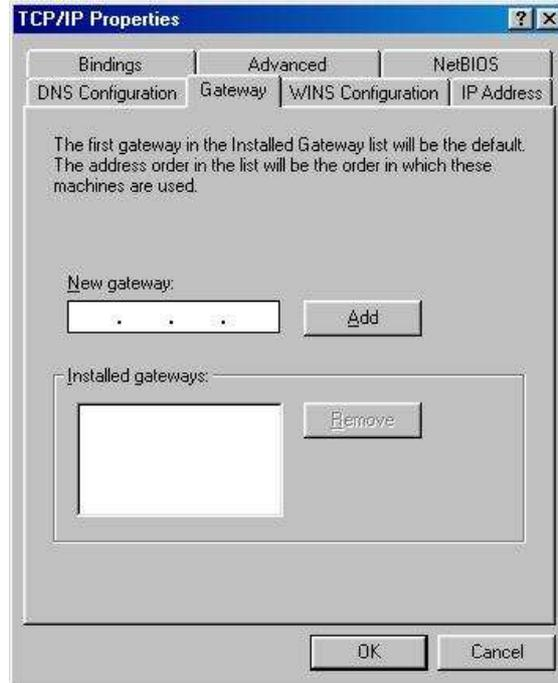 TCP/IP Properties
? X
Bindings Advanced NetBIOS
DNS Configuration Gateway WINS Configuration IP Address
The first gateway in the Installed Gateway list will be the default.
The address order in the list will be the order in which these
machines are used.
New gateway:
. . .
Add
Installed gateways:
Remove
OK Cancel